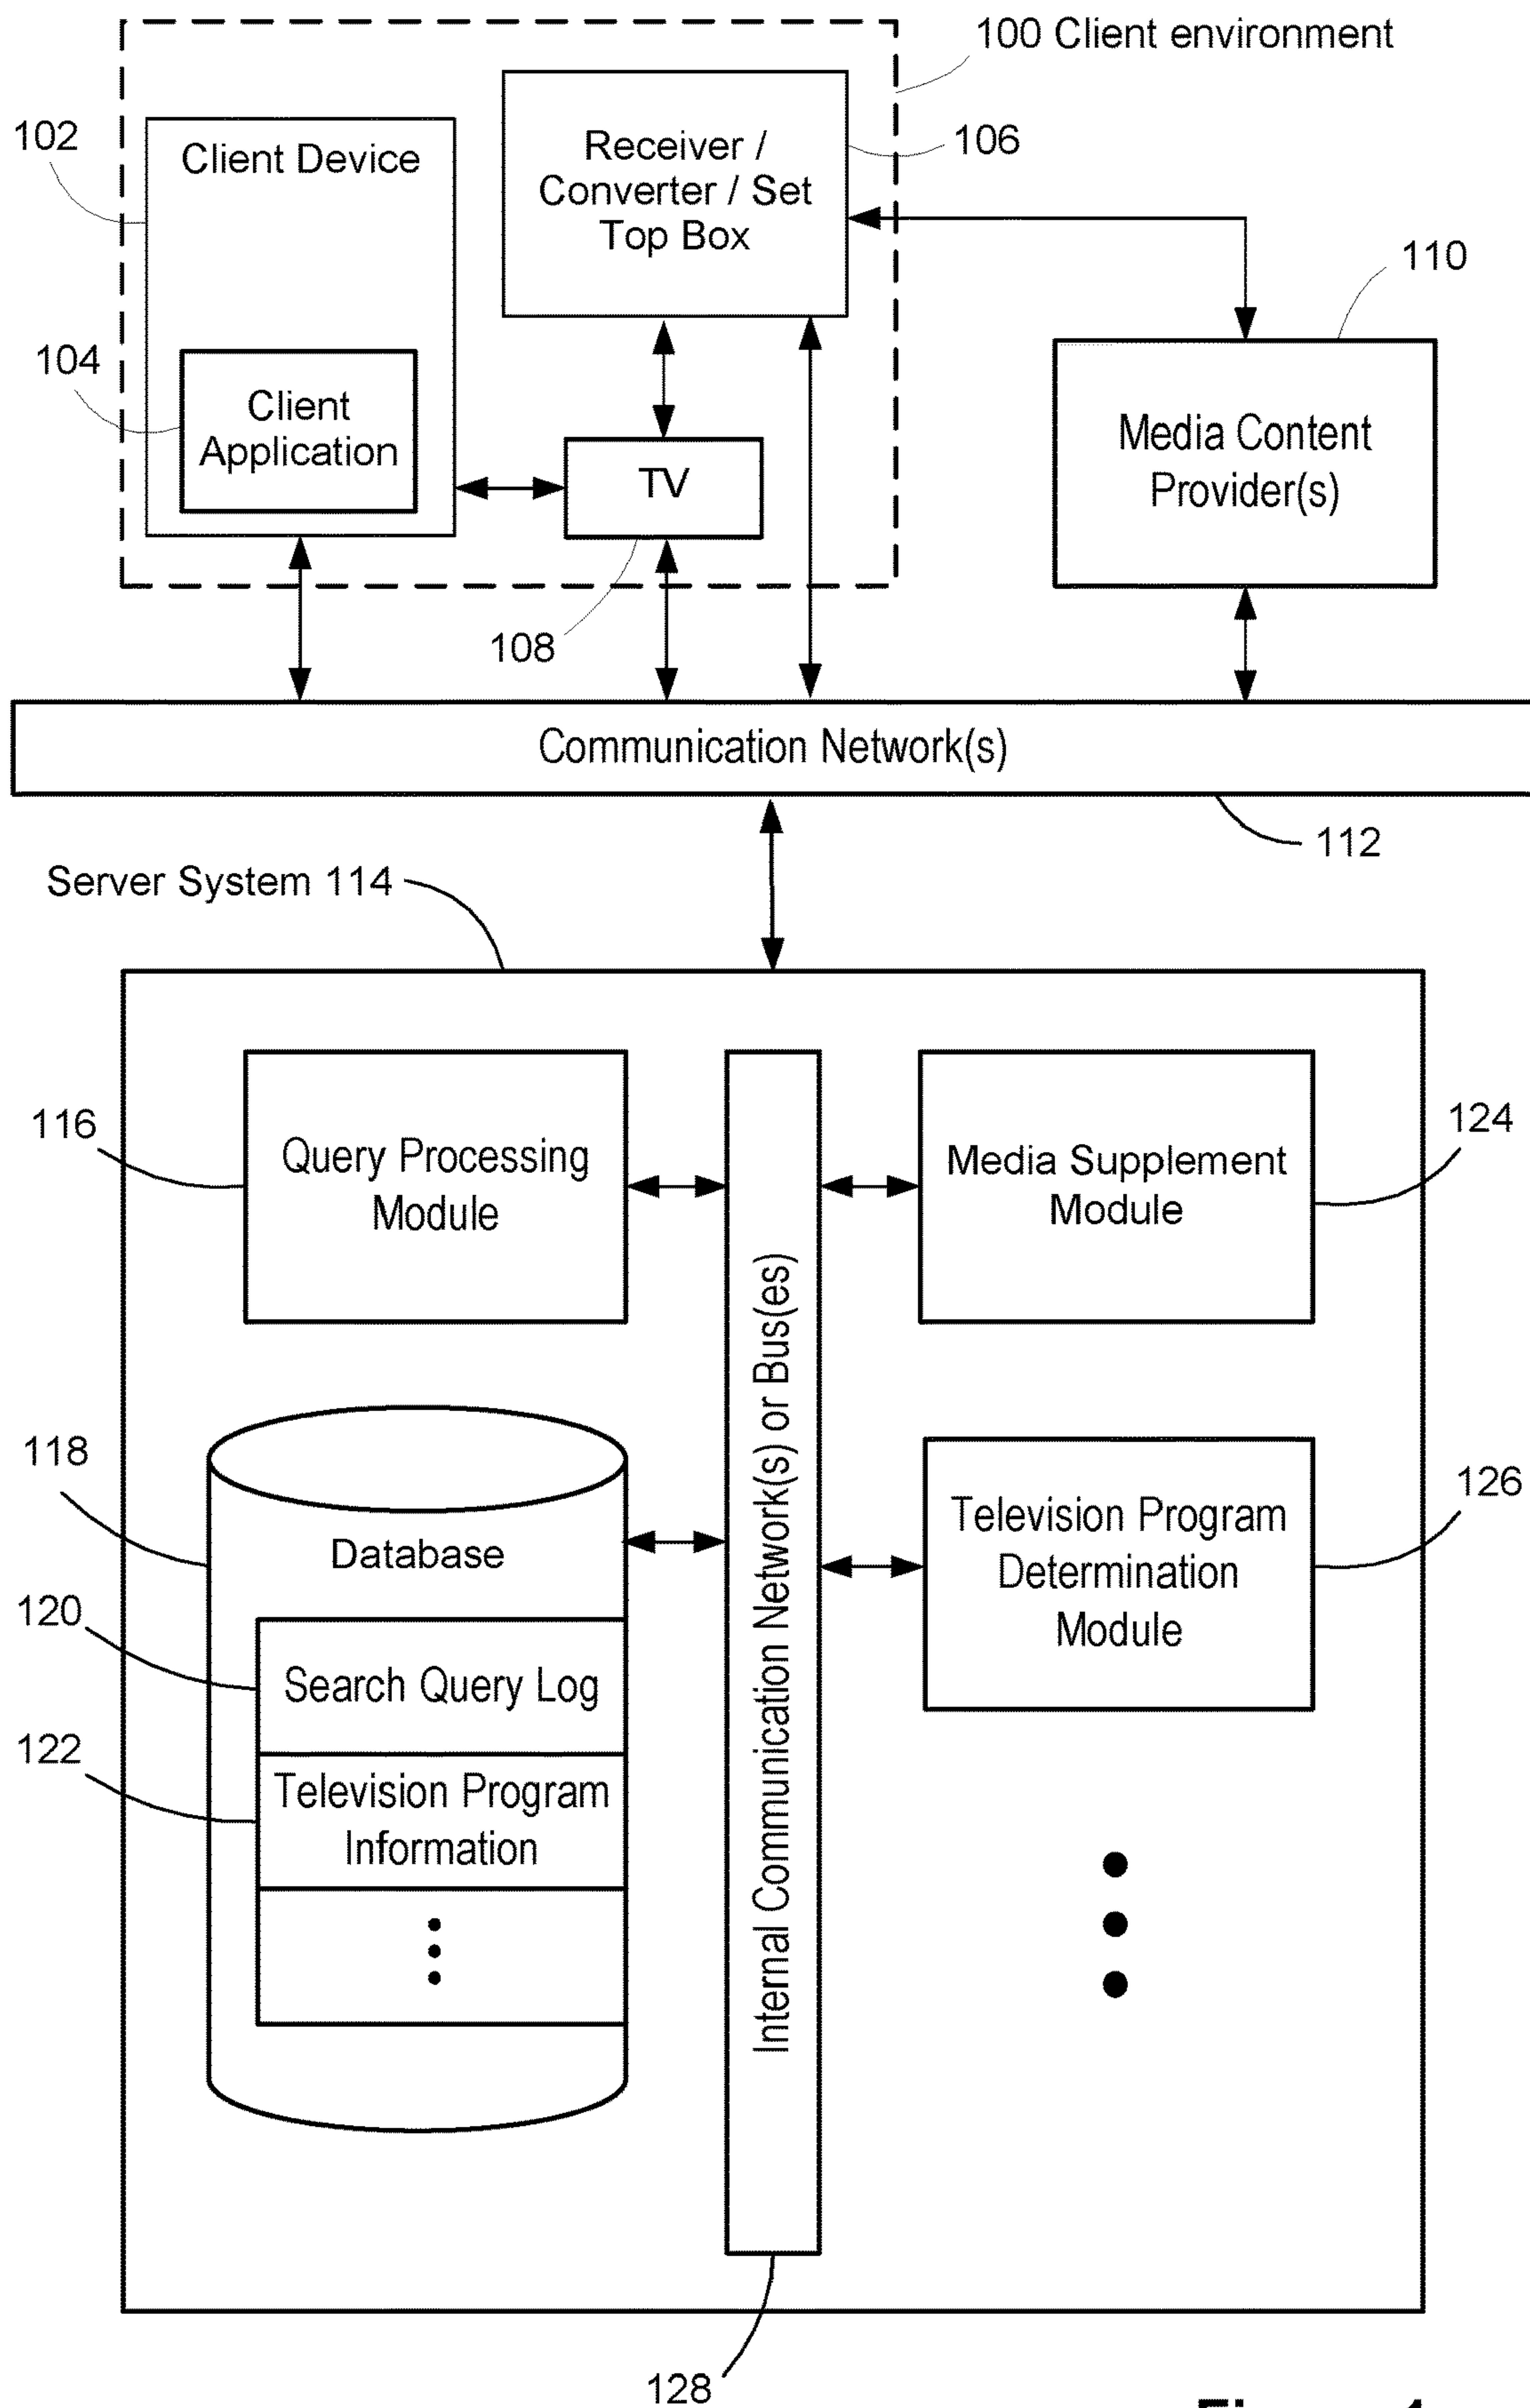 100 Client environment
102
Client Device
Receiver /
Converter / Set
Top Box
106
110
104
Client
Application
TV
Media Content
Provider(s)
108
Communication Network(s)
112
Server System 114
116
Query Processing
Module
Media Supplement
Module
124
Internal Communication Network(s) or Bus(es)
118
Database
Television Program
Determination
Module
126
120
Search Query Log
122
Television Program
Information
128